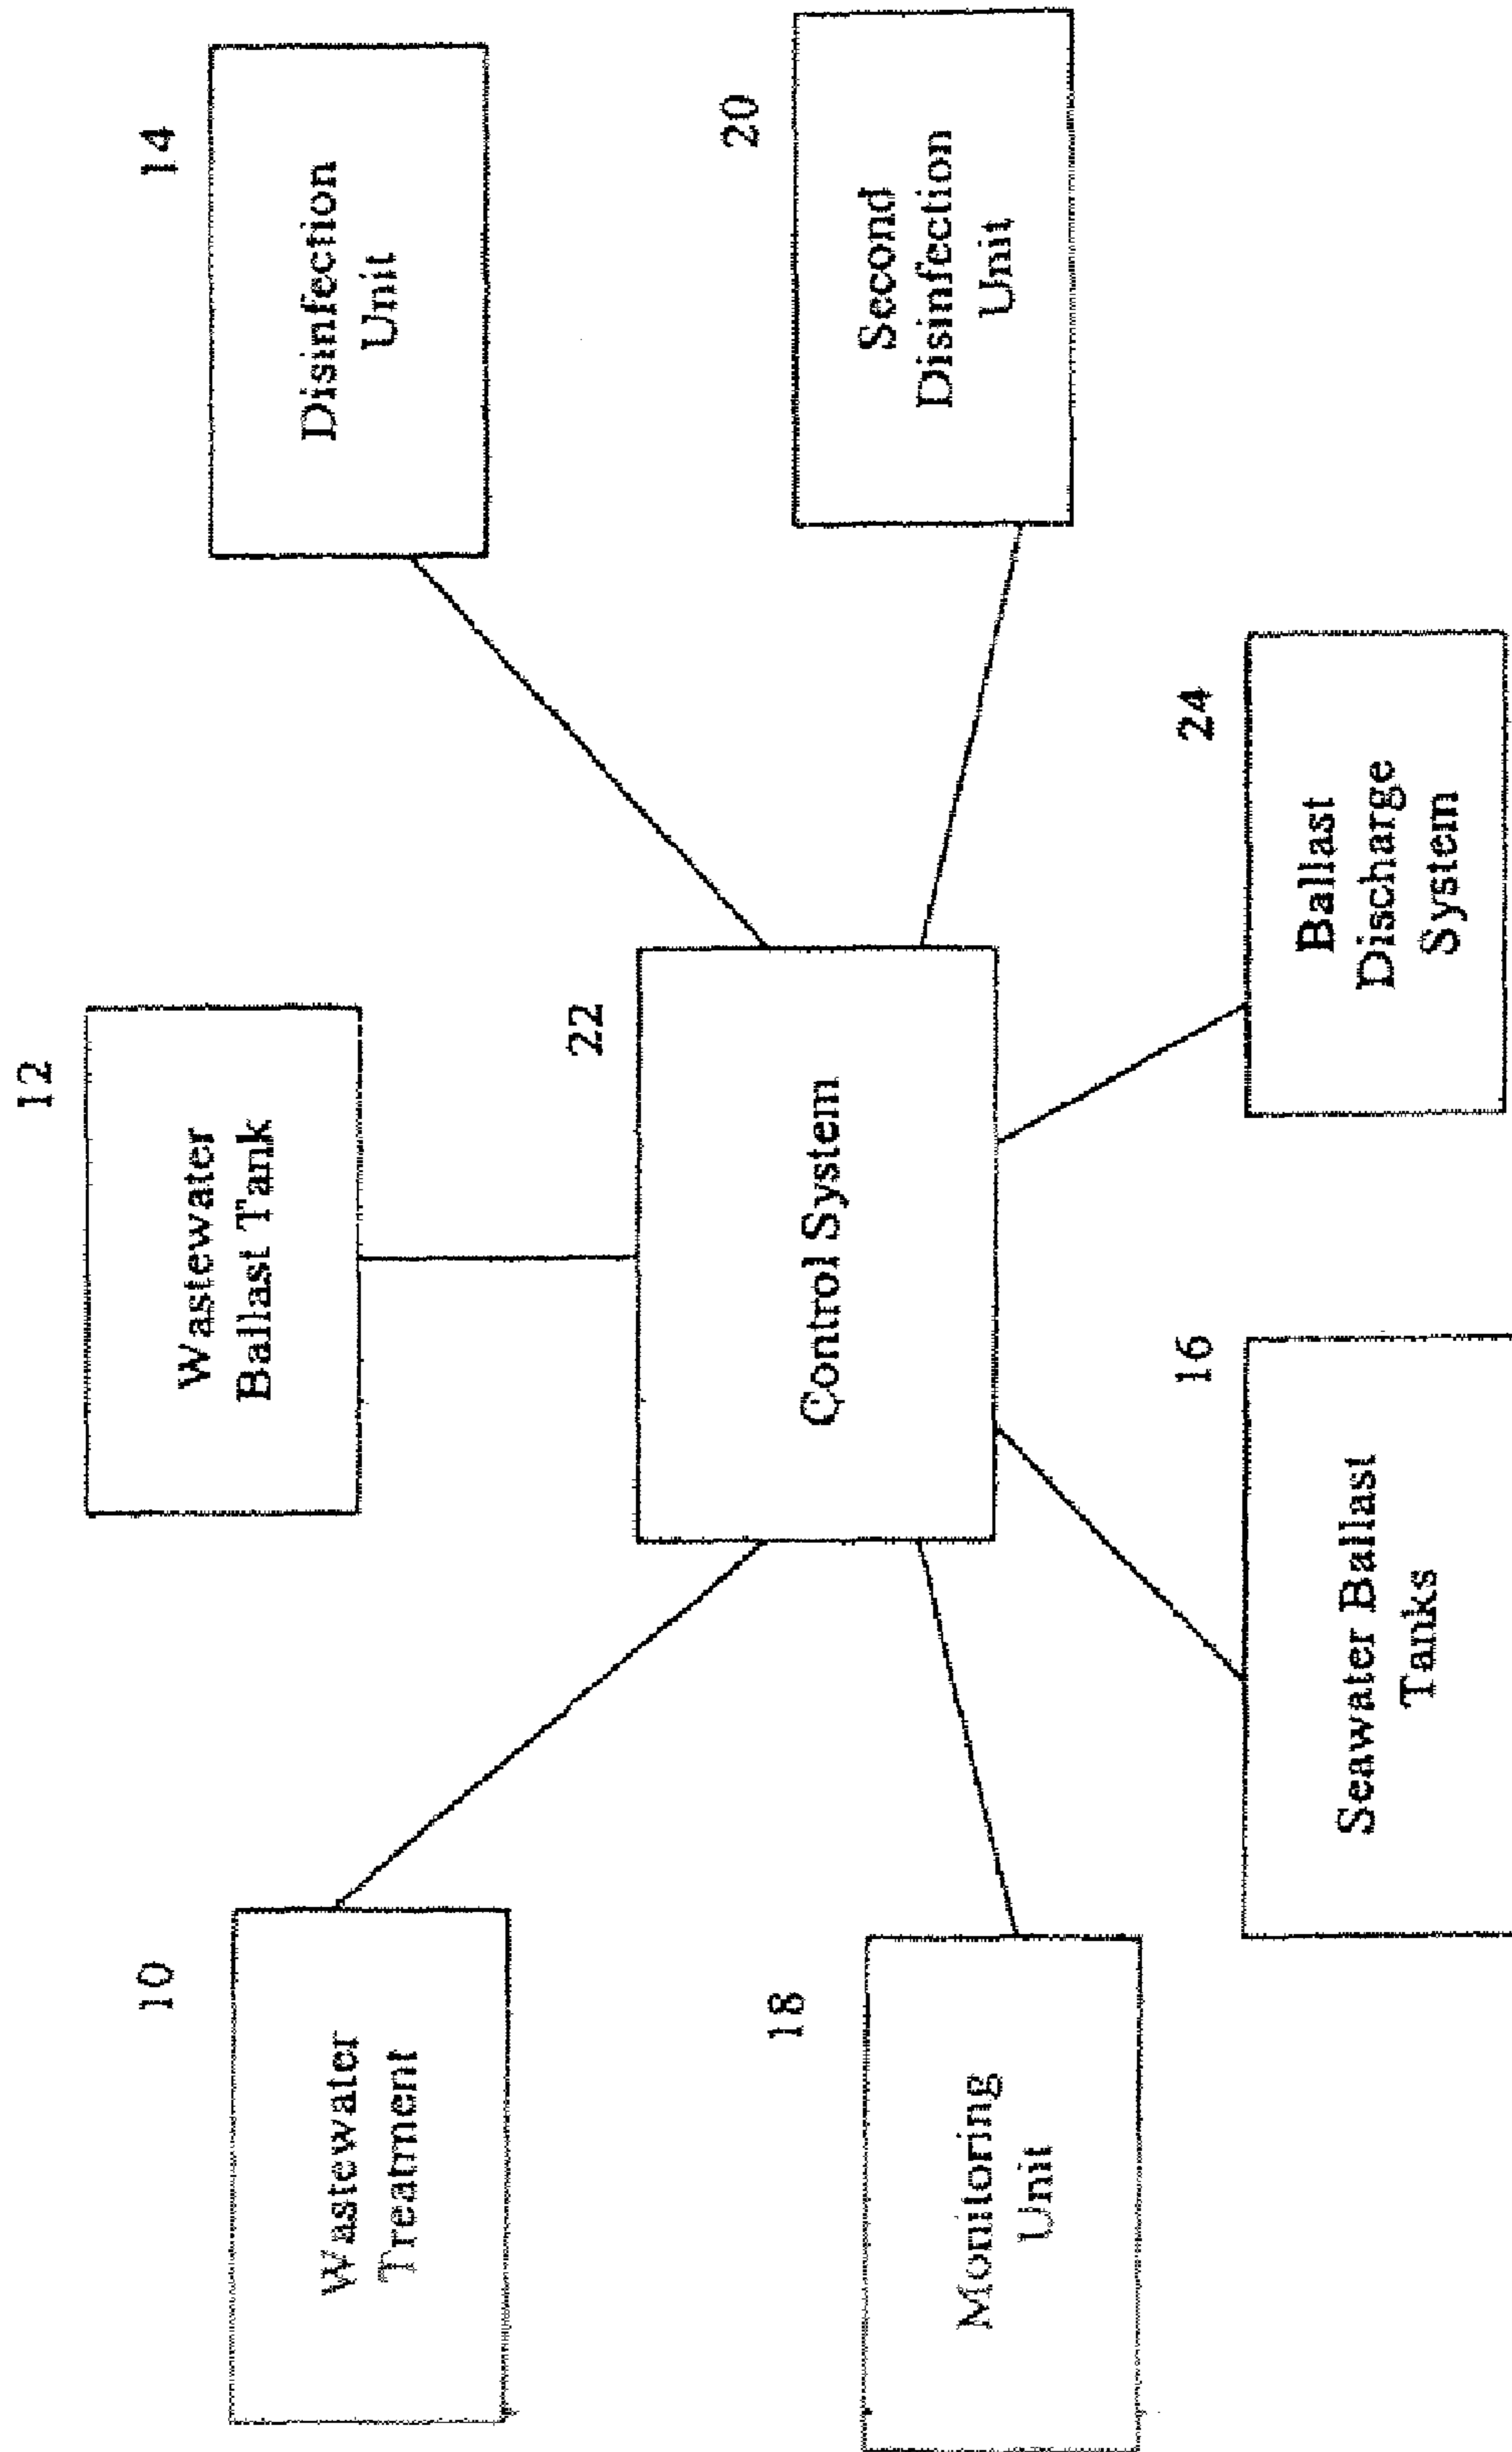 12
Wastewater
Ballast Tank
10
Wastewater
Treatment
14
Disinfection
Unit
22
Control System
18
Monitoring
Unit
20
Second
Disinfection
Unit
16
Seawater Ballast
Tanks
24
Ballast
Discharge
System